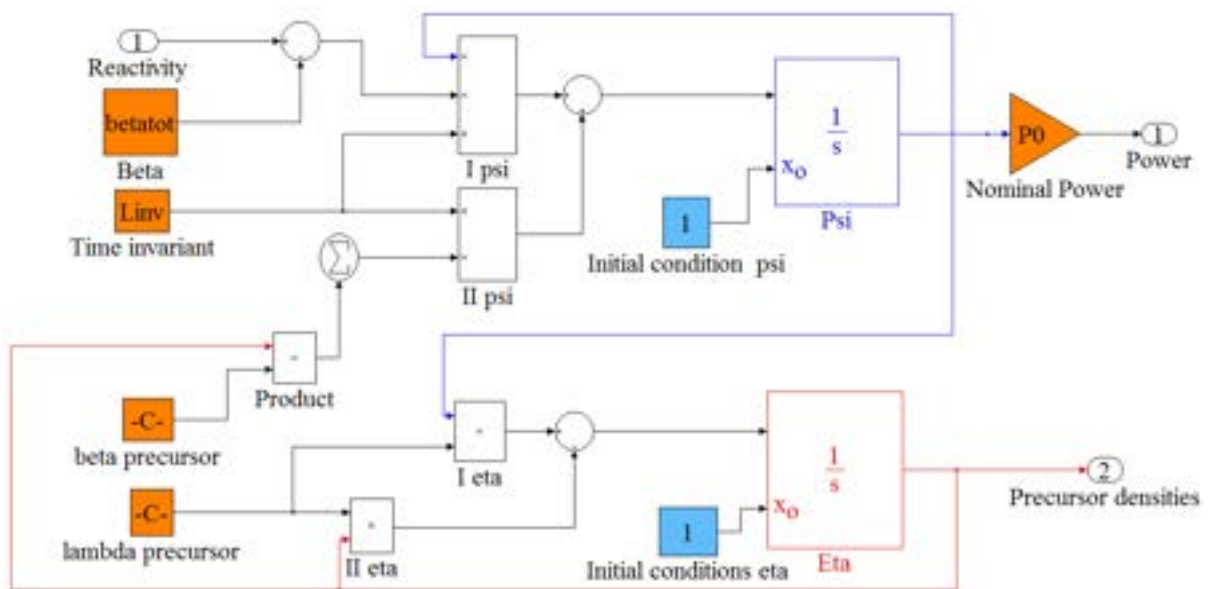 1
Reactivity
betatot
Beta
Linv
Time invariant
I psi
II psi
1
s
xo
Psi
1
Initial condition psi
P0
Nominal Power
1
Power
Σ
Product
-C-
beta precursor
-C-
lambda precursor
I eta
II eta
1
s
xo
Eta
1
Initial conditions eta
2
Precursor densities